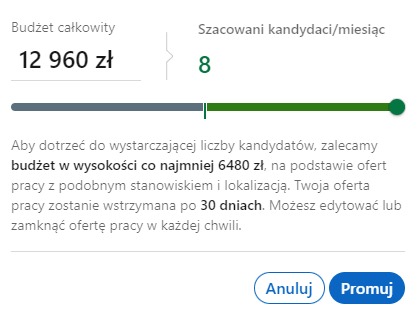 Budżet całkowity
Szacowani kandydaci/miesiąc
12 960 zł
8
Aby dotrzeć do wystarczającej liczby kandydatów, zalecamy
budżet w wysokości co najmniej 6480 zł, na podstawie ofert
pracy z podobnym stanowiskiem i lokalizacją. Twoja oferta
pracy zostanie wstrzymana po 30 dniach. Możesz edytować lub
zamknąć ofertę pracy w każdej chwili.
Anuluj
Promuj